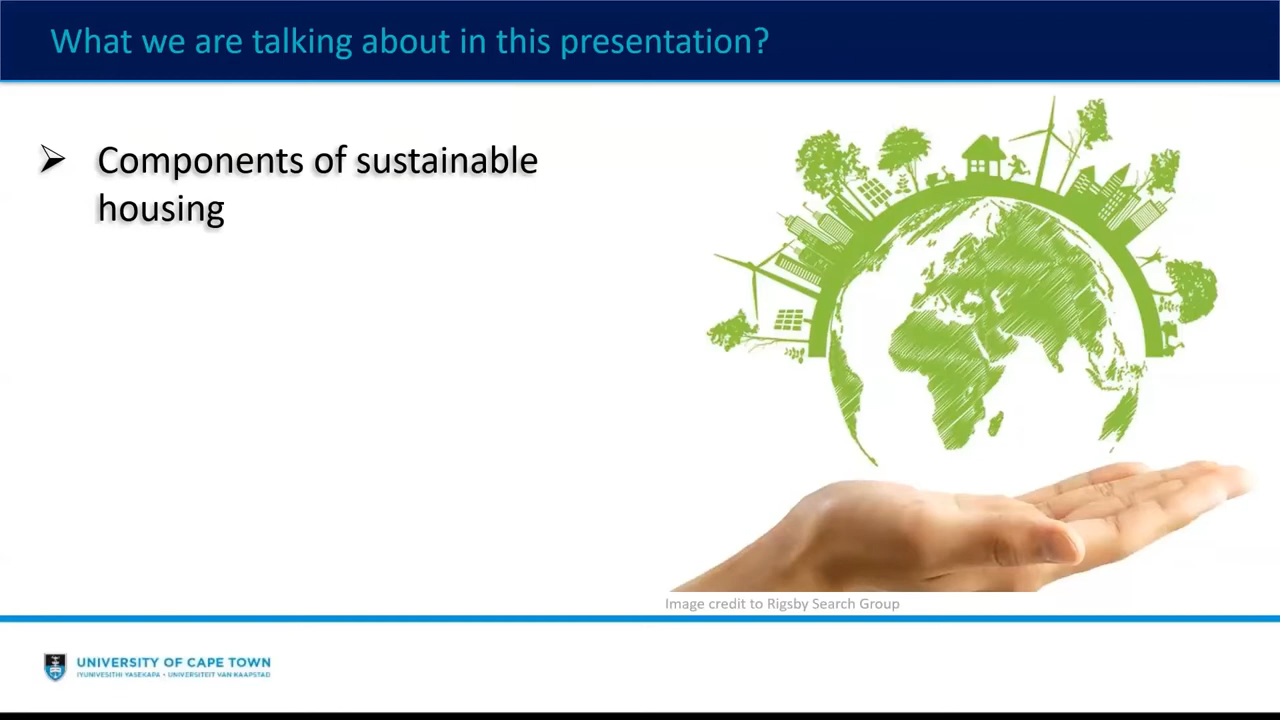 What we are talking about in this presentation?
➢ Components of sustainable
housing
Image credit to Rigsby Search Group
UNIVERSITY OF CAPE TOWN
IYUNIVESITHI YASEKAPA • UNIVERSITEIT VAN KAAPSTAD